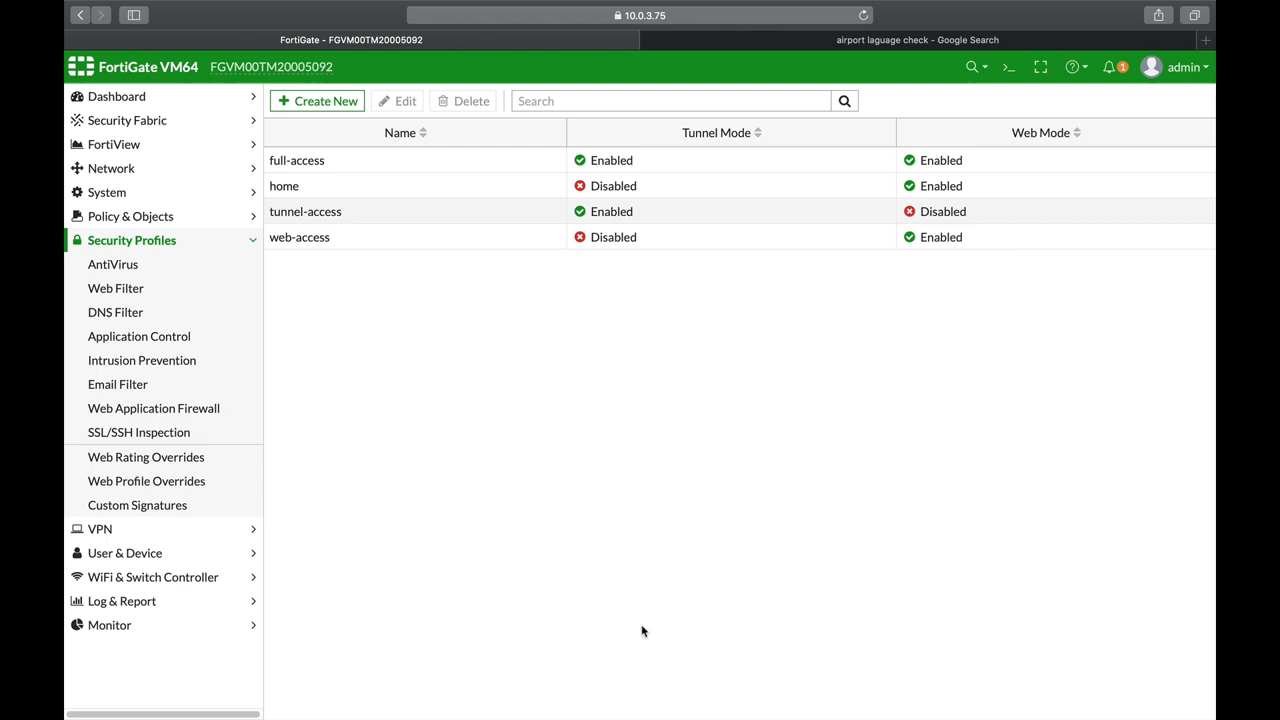 10.0.3.75
FortiGate - FGVM00TM20005092
airport laguage check - Google Search
FortiGate VM64 FGVM00TM20005092
1
admin
Dashboard
Security Fabric
FortiView
Network
System
Policy & Objects
Security Profiles
AntiVirus
Web Filter
DNS Filter
Application Control
Intrusion Prevention
Email Filter
Web Application Firewall
SSL/SSH Inspection
Web Rating Overrides
Web Profile Overrides
Custom Signatures
VPN
User & Device
WiFi & Switch Controller
Log & Report
Monitor
Create New Edit Delete Search
Name Tunnel Mode Web Mode
full-access Enabled Enabled
home Disabled Enabled
tunnel-access Enabled Disabled
web-access Disabled Enabled